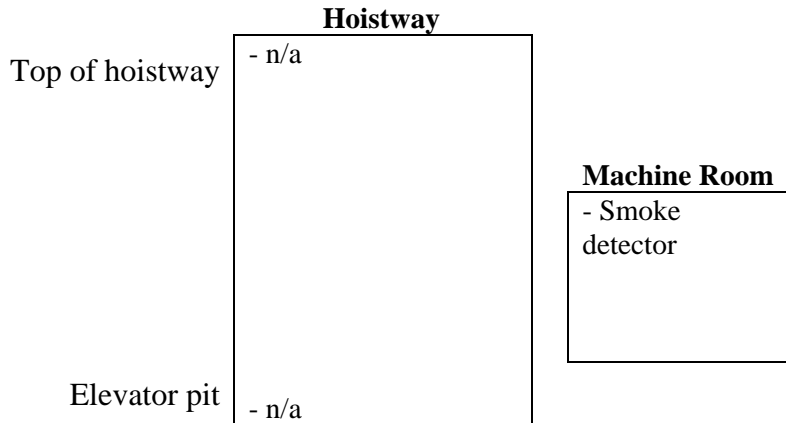 Hoistway
Top of hoistway
- n/a
Machine Room
- Smoke
detector
Elevator pit
- n/a